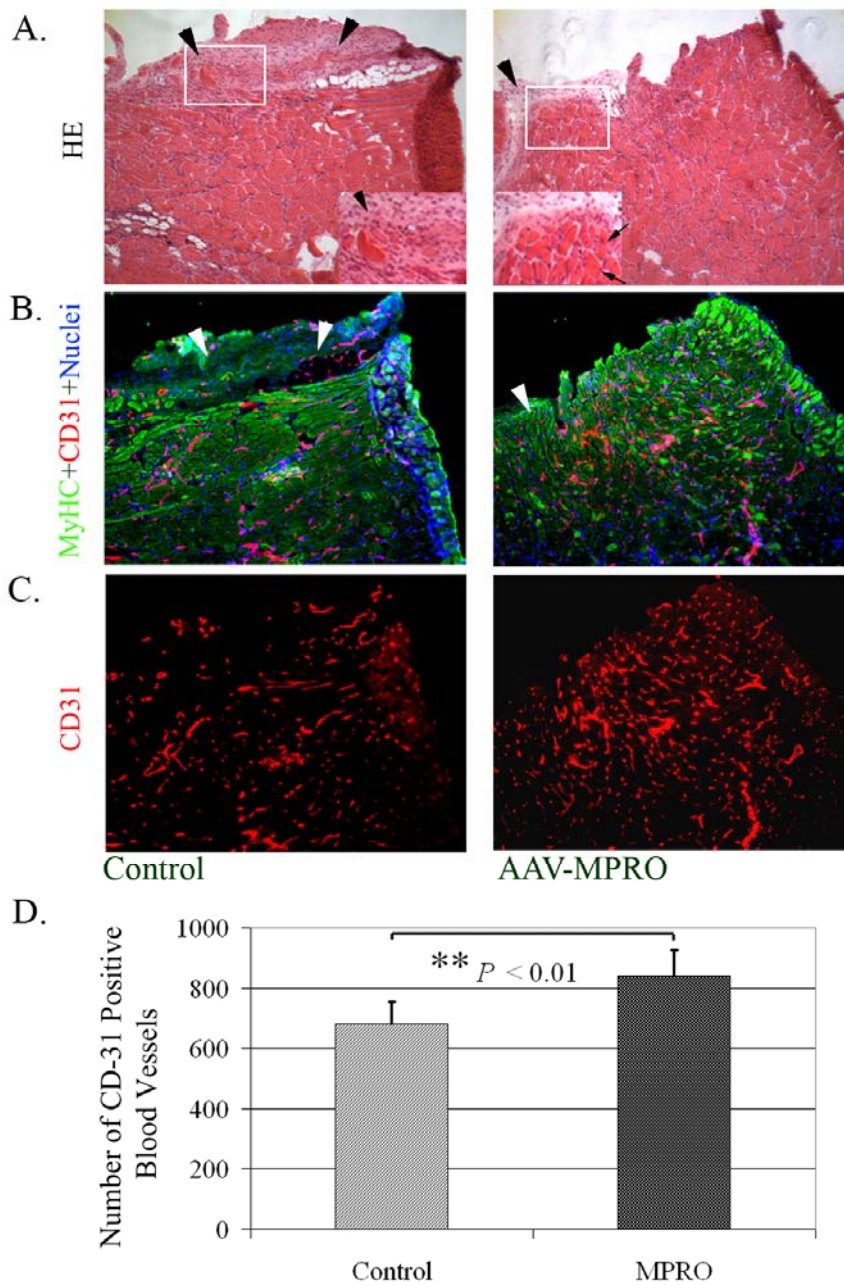 A.
HE
B.
MyHC+CD31+Nuclei
C.
CD31
Control
AAV-MPRO
D.
Number of CD-31 Positive
Blood Vessels
1000
800
600
400
200
0
** P < 0.01
Control
MPRO